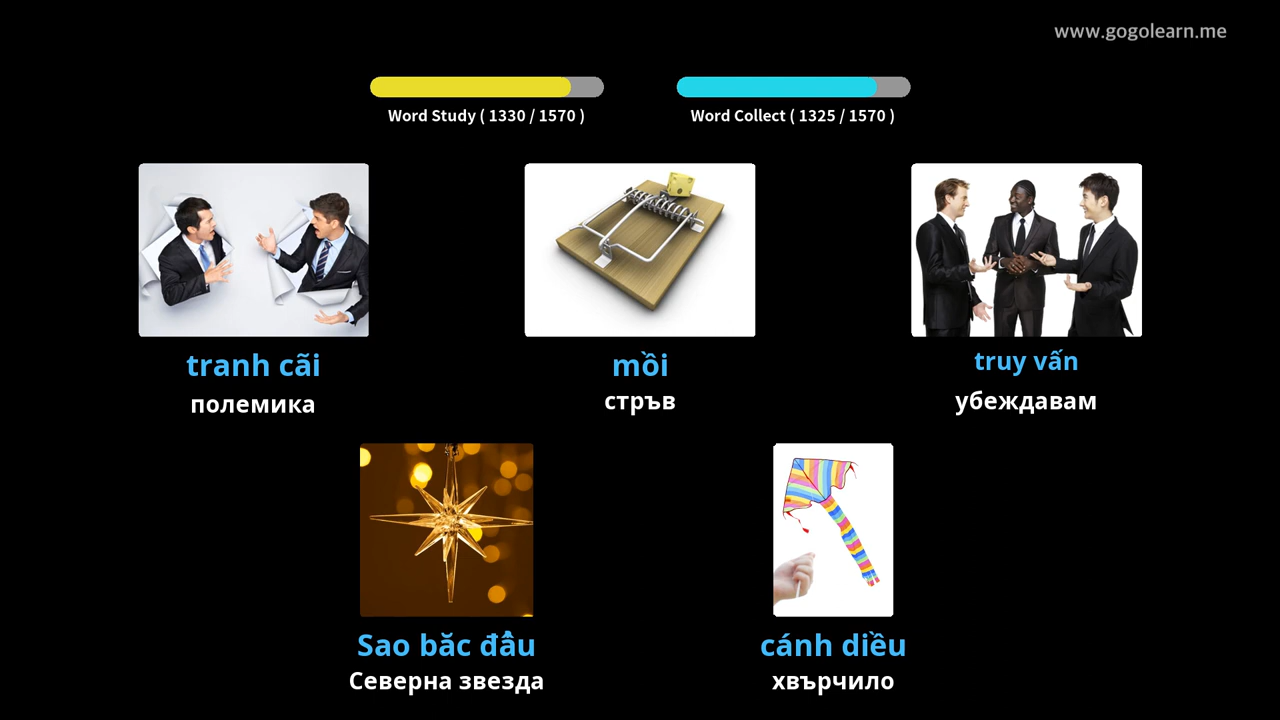 www.gogolearn.me
Word Study ( 1330 / 1570 )
Word Collect ( 1325 / 1570 )
tranh cãi
mồi
truy vấn
полемика
стръв
убеждавам
Sao bắc đẩu
cánh diều
Северна звезда
хвърчило